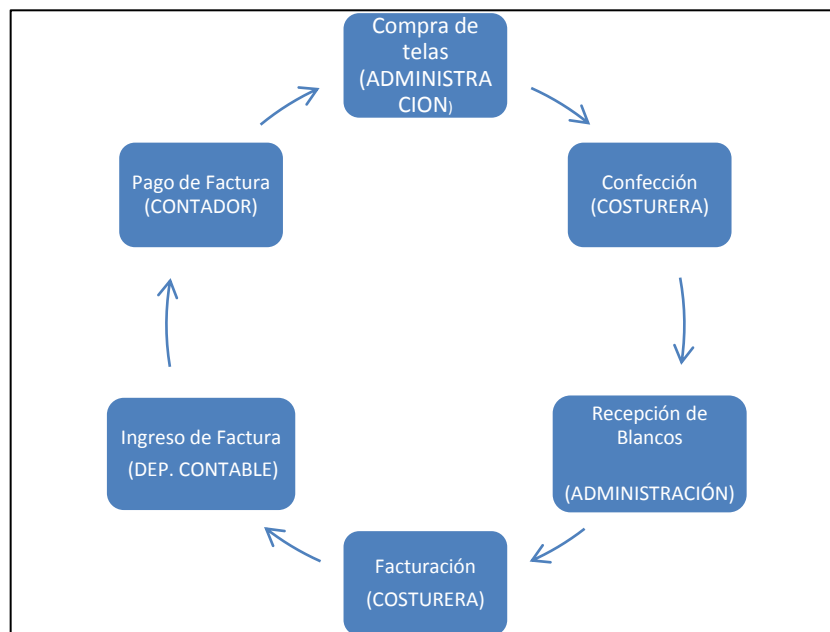 Compra de
telas
(ADMINISTRA
CION)
Confección
(COSTURERA)
Recepción de
Blancos
(ADMINISTRACIÓN)
Facturación
(COSTURERA)
Ingreso de Factura
(DEP. CONTABLE)
Pago de Factura
(CONTADOR)